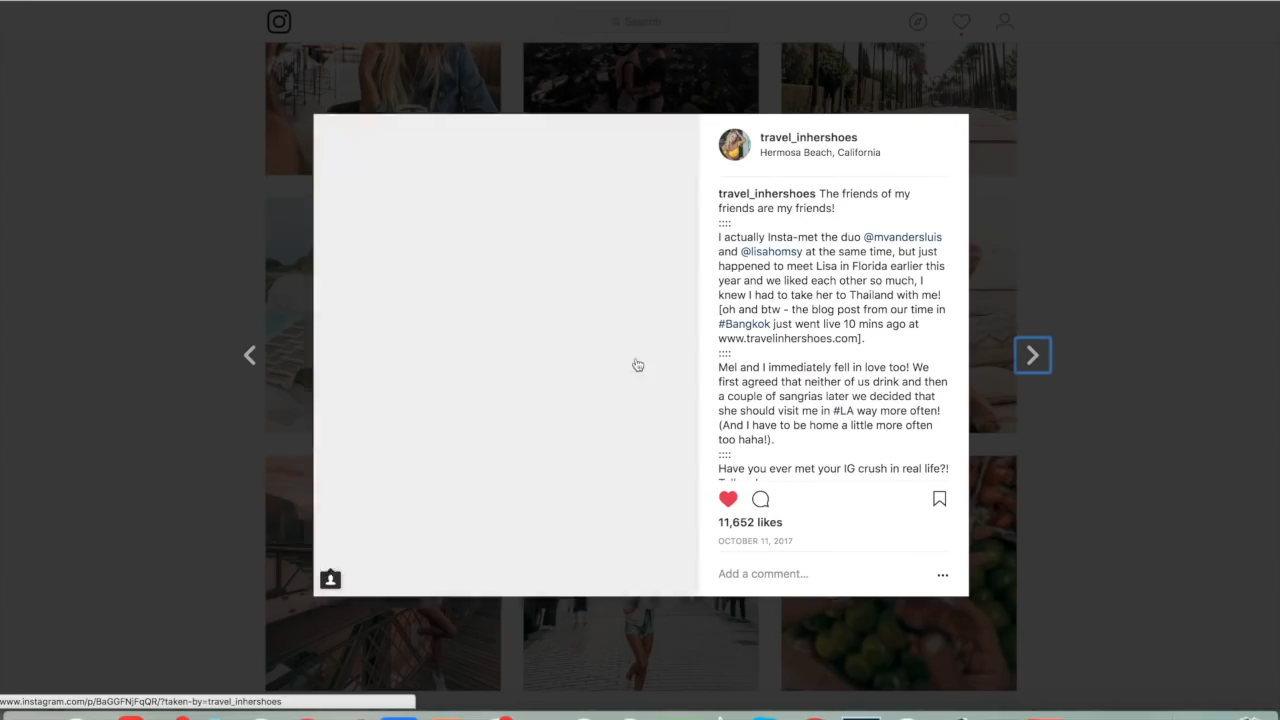 Search
travel_inhershoes
Hermosa Beach, California
travel_inhershoes The friends of my
friends are my friends!
::::
I actually Insta-met the duo @mvandersluis
and @lisahomsy at the same time, but just
happened to meet Lisa in Florida earlier this
year and we liked each other so much, I
knew I had to take her to Thailand with me!
[oh and btw - the blog post from our time in
#Bangkok just went live 10 mins ago at
www.travelinhershoes.com].
::::
Mel and I immediately fell in love too! We
first agreed that neither of us drink and then
a couple of sangrias later we decided that
she should visit me in #LA way more often!
(And I have to be home a little more often
too haha!).
::::
Have you ever met your IG crush in real life?!
11,652 likes
OCTOBER 11, 2017
Add a comment...
www.instagram.com/p/BaGGFNjFqQR/?taken-by=travel_inhershoes